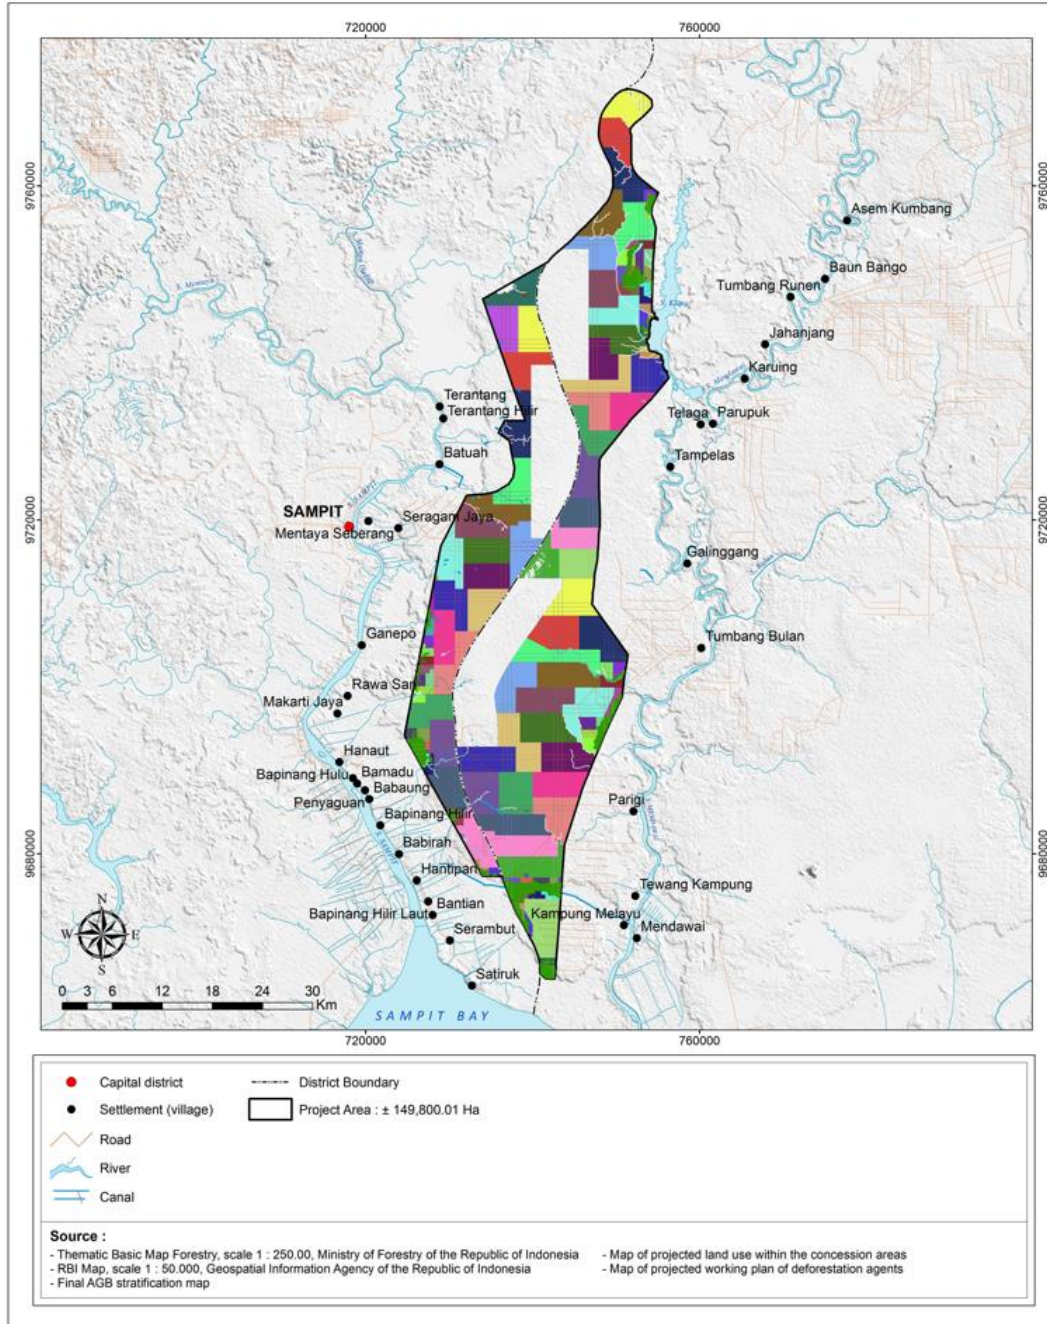 720000
760000
9760000
9760000
Asem Kumbang
Baun Bango
Tumbang Runen
Jahanjang
Karuing
Terantang
Terantang Hilir
Telaga
Parupuk
Batuah
Tampelas
SAMPIT
S. SAMPIT
Seragam Jaya
Mentaya Seberang
9720000
9720000
Galinggang
Ganepo
Tumbang Bulan
Rawa Sari
Makarti Jaya
Hanaut
Bapinang Hulu
Bamadu
Babaung
Penyaguan
Parigi
Bapinang Hilir
S. SAMPIT
Babirah
9680000
9680000
Hantipan
Tewang Kampung
Bantian
Bapinang Hilir Laut
Kampung Melayu
Serambut
Mendawai
N
W
E
S
Satiruk
0 3 6 12 18 24 30
Km
SAMPIT BAY
720000
760000
Capital district
District Boundary
Settlement (village)
Project Area : ± 149,800.01 Ha
Road
River
Canal
Source :
- Thematic Basic Map Forestry, scale 1 : 250.00, Ministry of Forestry of the Republic of Indonesia
- Map of projected land use within the concession areas
- RBI Map, scale 1 : 50.000, Geospatial Information Agency of the Republic of Indonesia
- Map of projected working plan of deforestation agents
- Final AGB stratification map